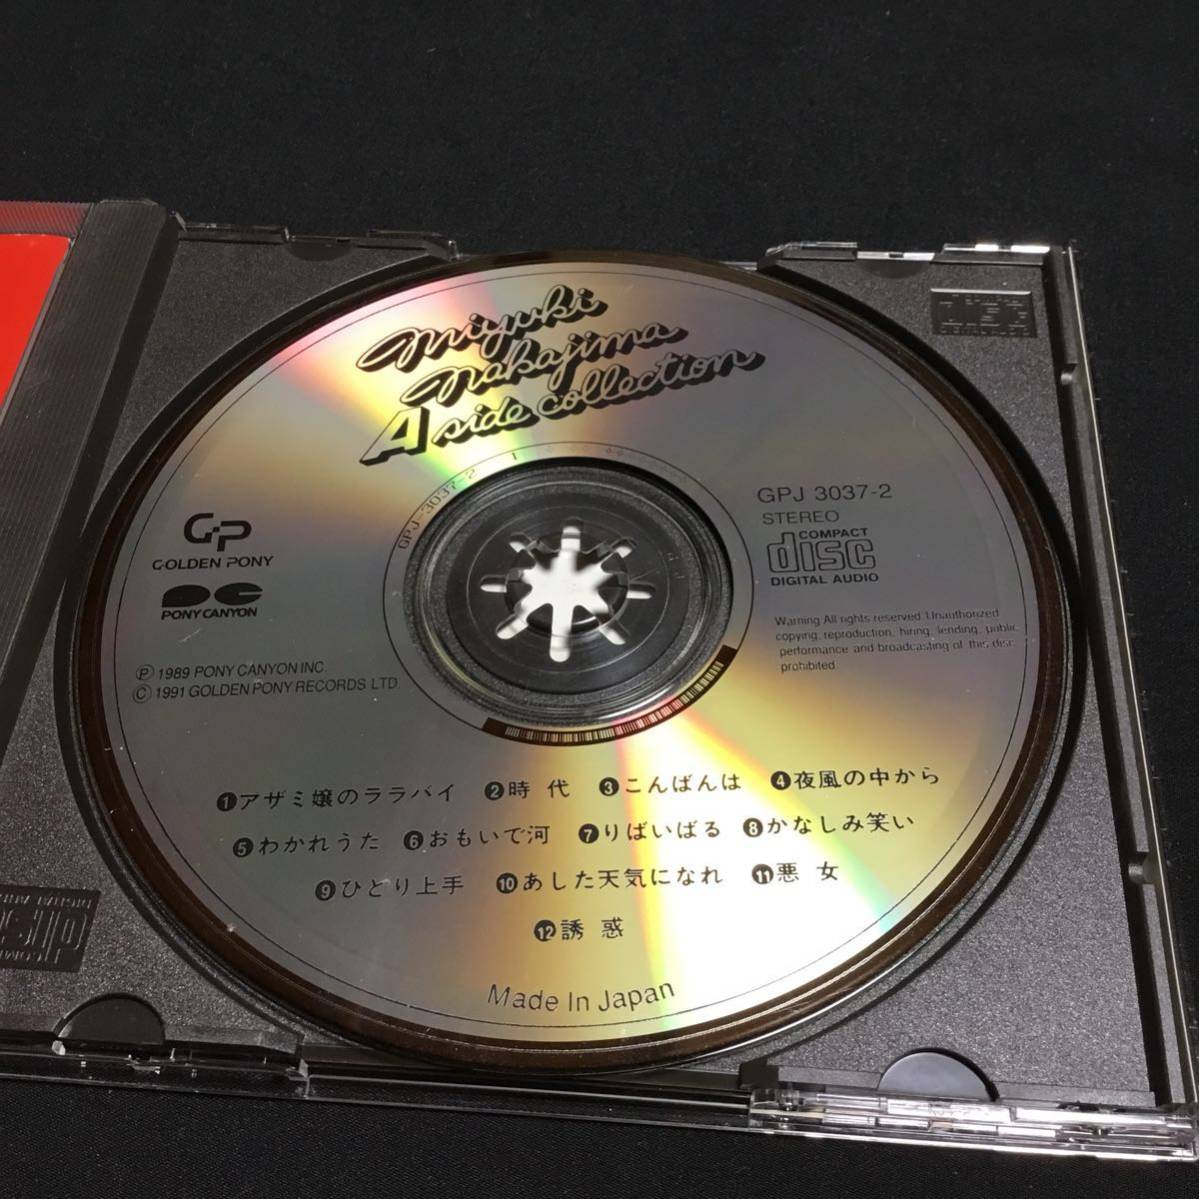 Miyuki
Nakajima
A side collection
GPJ-3037-2 1
GP
GOLDEN PONY
PONY CANYON
Ⓟ 1989 PONY CANYON INC.
Ⓒ 1991 GOLDEN PONY RECORDS LTD.
GPJ 3037-2
STEREO
COMPACT
disc
DIGITAL AUDIO
Warning All rights reserved. Unauthorized
copying, reproduction, hiring, lending, public
performance and broadcasting of this disc
prohibited.
❶アザミ嬢のララバイ ❷時代 ❸こんばんは ❹夜風の中から
❺わかれうた ❻おもいで河 ❼りばいばる ❽かなしみ笑い
❾ひとり上手 ❿あした天気になれ ⓫悪女
⓬誘惑
Made In Japan